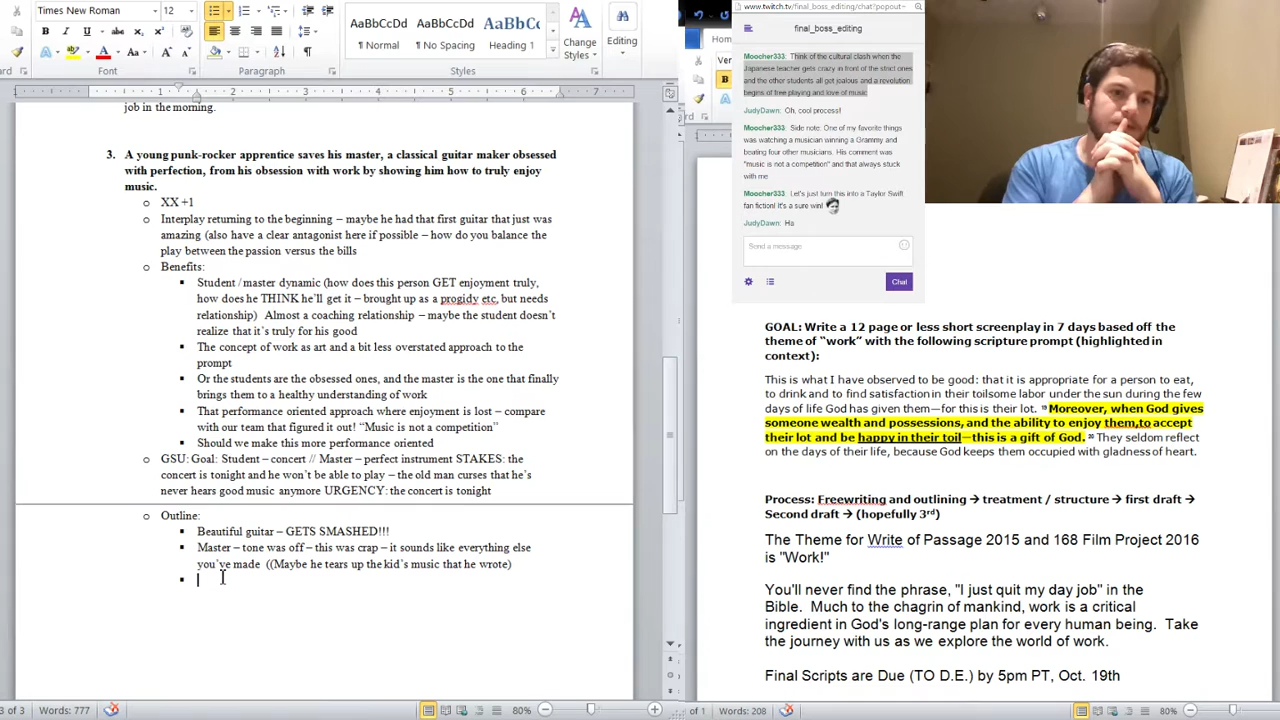 Times New Roman
12
AaBbCcDd AaBbCcDd AaBbC
¶ Normal ¶ No Spacing Heading 1
Change Styles
Editing
Font
Paragraph
Styles
job in the morning.
3. A young punk-rocker apprentice saves his master, a classical guitar maker obsessed
with perfection, from his obsession with work by showing him how to truly enjoy
music.
o XX +1
o Interplay returning to the beginning – maybe he had that first guitar that just was
amazing (also have a clear antagonist here if possible – how do you balance the
play between the passion versus the bills
o Benefits:
▪ Student / master dynamic (how does this person GET enjoyment truly,
how does he THINK he'll get it – brought up as a progidy etc, but needs
relationship) Almost a coaching relationship – maybe the student doesn't
realize that it's truly for his good
▪ The concept of work as art and a bit less overstated approach to the
prompt
▪ Or the students are the obsessed ones, and the master is the one that finally
brings them to a healthy understanding of work
▪ That performance oriented approach where enjoyment is lost – compare
with our team that figured it out! "Music is not a competition"
▪ Should we make this more performance oriented
o GSU: Goal: Student – concert // Master – perfect instrument STAKES: the
concert is tonight and he won't be able to play – the old man curses that he's
never hears good music anymore URGENCY: the concert is tonight
o Outline:
▪ Beautiful guitar – GETS SMASHED!!!
▪ Master – tone was off – this was crap – it sounds like everything else
you've made ((Maybe he tears up the kid's music that he wrote)
▪
3 of 3
Words: 777
80%
www.twitch.tv/final_boss_editing/chat?popout=
final_boss_editing
Moocher333: Think of the cultural clash when the
Japanese teacher gets crazy in front of the strict ones
and the other students all get jealous and a revolution
begins of free playing and love of music
JudyDawn: Oh, cool process!
Moocher333: Side note: One of my favorite things
was watching a musician winning a Grammy and
beating four other musicians. His comment was
"music is not a competition" and that always stuck
with me
Moocher333: Let's just turn this into a Taylor Swift
fan fiction! It's a sure win!
JudyDawn: Ha
Send a message
Chat
GOAL: Write a 12 page or less short screenplay in 7 days based off the
theme of "work" with the following scripture prompt (highlighted in
context):
This is what I have observed to be good: that it is appropriate for a person to eat,
to drink and to find satisfaction in their toilsome labor under the sun during the few
days of life God has given them—for this is their lot. ¹⁹ Moreover, when God gives
someone wealth and possessions, and the ability to enjoy them,to accept
their lot and be happy in their toil—this is a gift of God. ²⁰ They seldom reflect
on the days of their life, because God keeps them occupied with gladness of heart.
Process: Freewriting and outlining → treatment / structure → first draft →
Second draft → (hopefully 3rd)
The Theme for Write of Passage 2015 and 168 Film Project 2016
is "Work!"
You'll never find the phrase, "I just quit my day job" in the
Bible. Much to the chagrin of mankind, work is a critical
ingredient in God's long-range plan for every human being. Take
the journey with us as we explore the world of work.
Final Scripts are Due (TO D.E.) by 5pm PT, Oct. 19th
of 1
Words: 208
80%